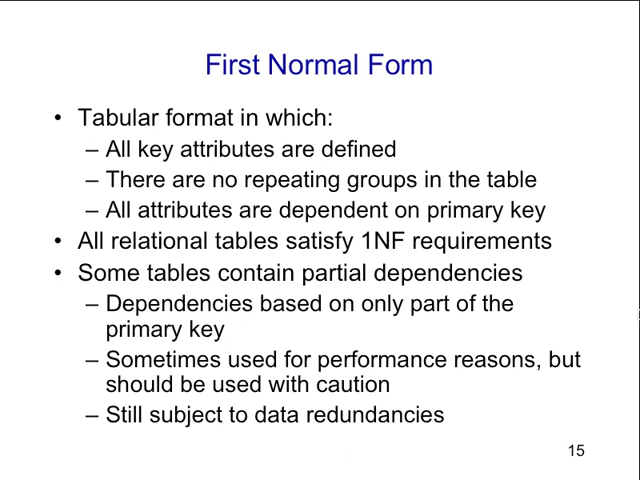 First Normal Form
• Tabular format in which:
– All key attributes are defined
– There are no repeating groups in the table
– All attributes are dependent on primary key
• All relational tables satisfy 1NF requirements
• Some tables contain partial dependencies
– Dependencies based on only part of the
primary key
– Sometimes used for performance reasons, but
should be used with caution
– Still subject to data redundancies
15